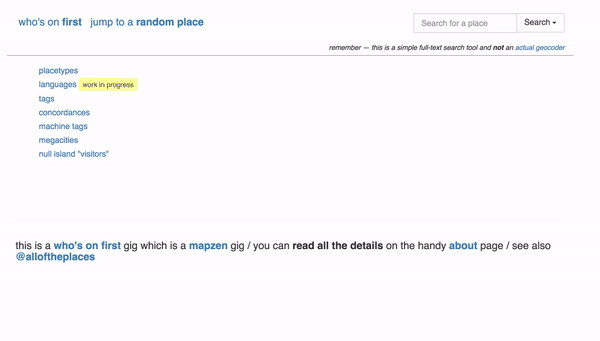 who's on first jump to a random place Search for a place Search
remember — this is a simple full-text search tool and not an actual geocoder
placetypes
languages work in progress
tags
concordances
machine tags
megacities
null island "visitors"
this is a who's on first gig which is a mapzen gig / you can read all the details on the handy about page / see also
@alloftheplaces